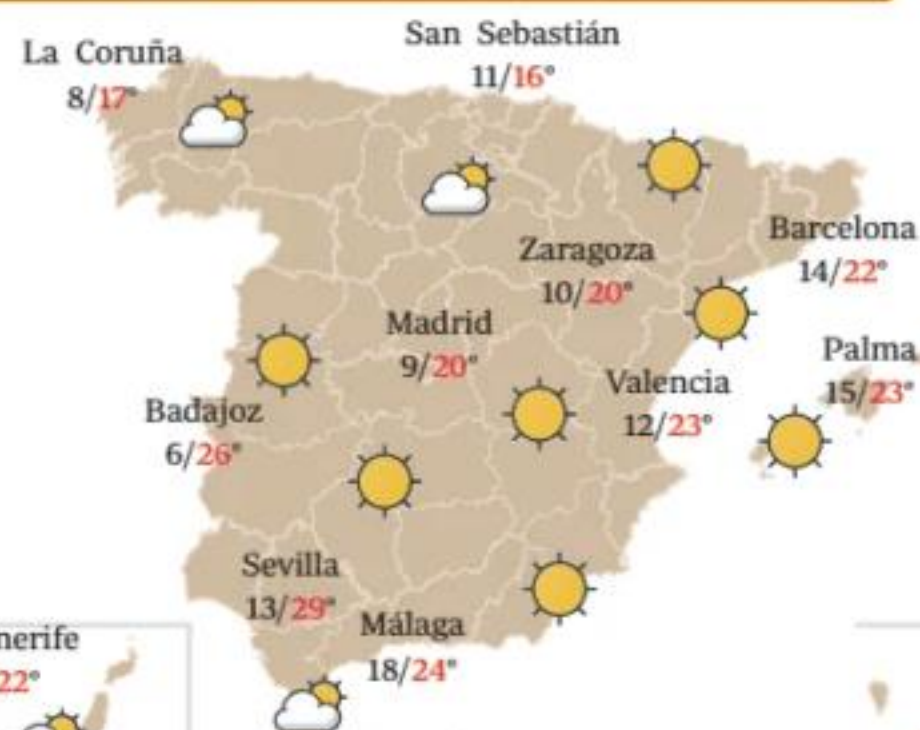 La Coruña
8/17°
San Sebastián
11/16°
Zaragoza
10/20°
Barcelona
14/22°
Madrid
9/20°
Palma
15/23°
Valencia
12/23°
Badajoz
6/26°
Sevilla
13/29°
Málaga
18/24°
nerife
22°